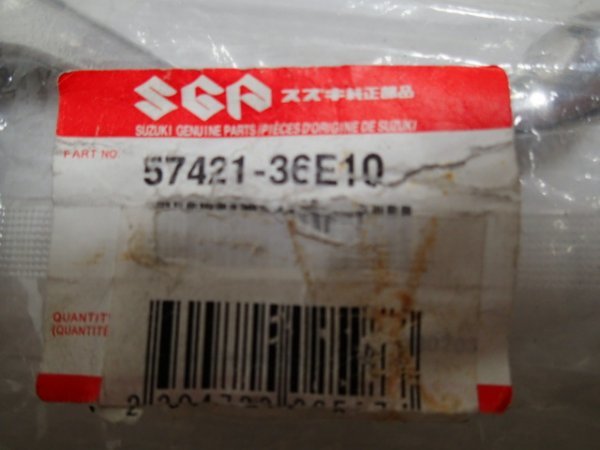 SGP スズキ純正部品
SUZUKI GENUINE PARTS/PIÈCES D'ORIGINE DE SUZUKI
PART NO
57421-36E10
QUANTIT
(QUANTITÉ